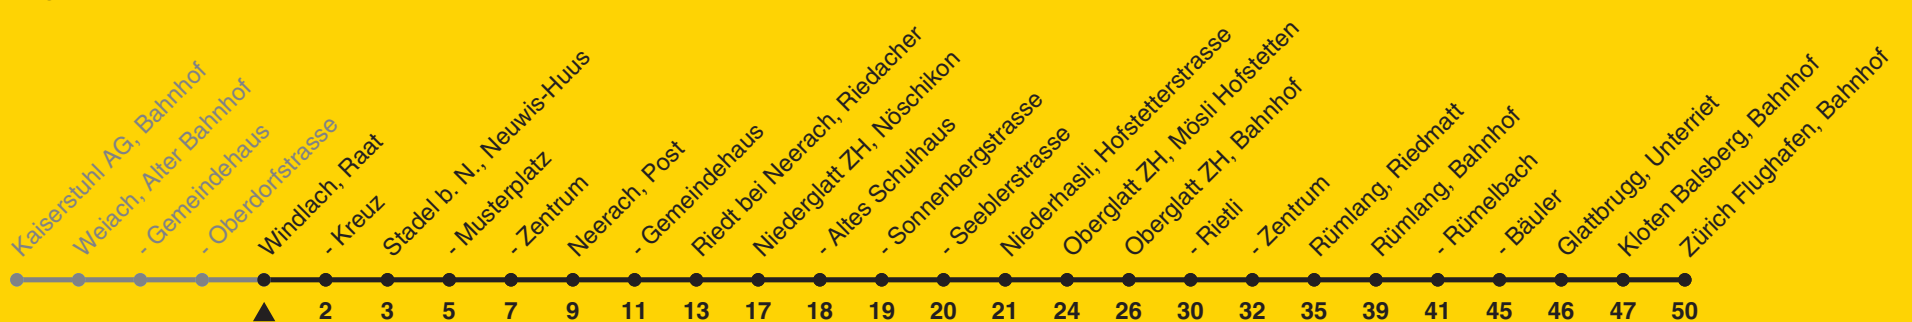 Kaiserstuhl AG, Bahnhof
Weiach, Alter Bahnhof
- Gemeindehaus
- Oberdorfstrasse
Windlach, Raat
- Kreuz
Stadel b. N., Neuwis-Huus
- Musterplatz
- Zentrum
Neerach, Post
- Gemeindehaus
Riedt bei Neerach, Riedacher
Niederglatt ZH, Nöschikon
- Altes Schulhaus
- Sonnenbergstrasse
- Seeblerstrasse
Niederhasli, Hofstetterstrasse
Oberglatt ZH, Mösli Hofstetten
Oberglatt ZH, Bahnhof
- Rietli
- Zentrum
Rümlang, Riedmatt
Rümlang, Bahnhof
- Rümelbach
- Bäuler
Glattbrugg, Unterriet
Kloten Balsberg, Bahnhof
Zürich Flughafen, Bahnhof
2 3 5 7 9 11 13 17 18 19 20 21 24 26 30 32 35 39 41 45 46 47 50